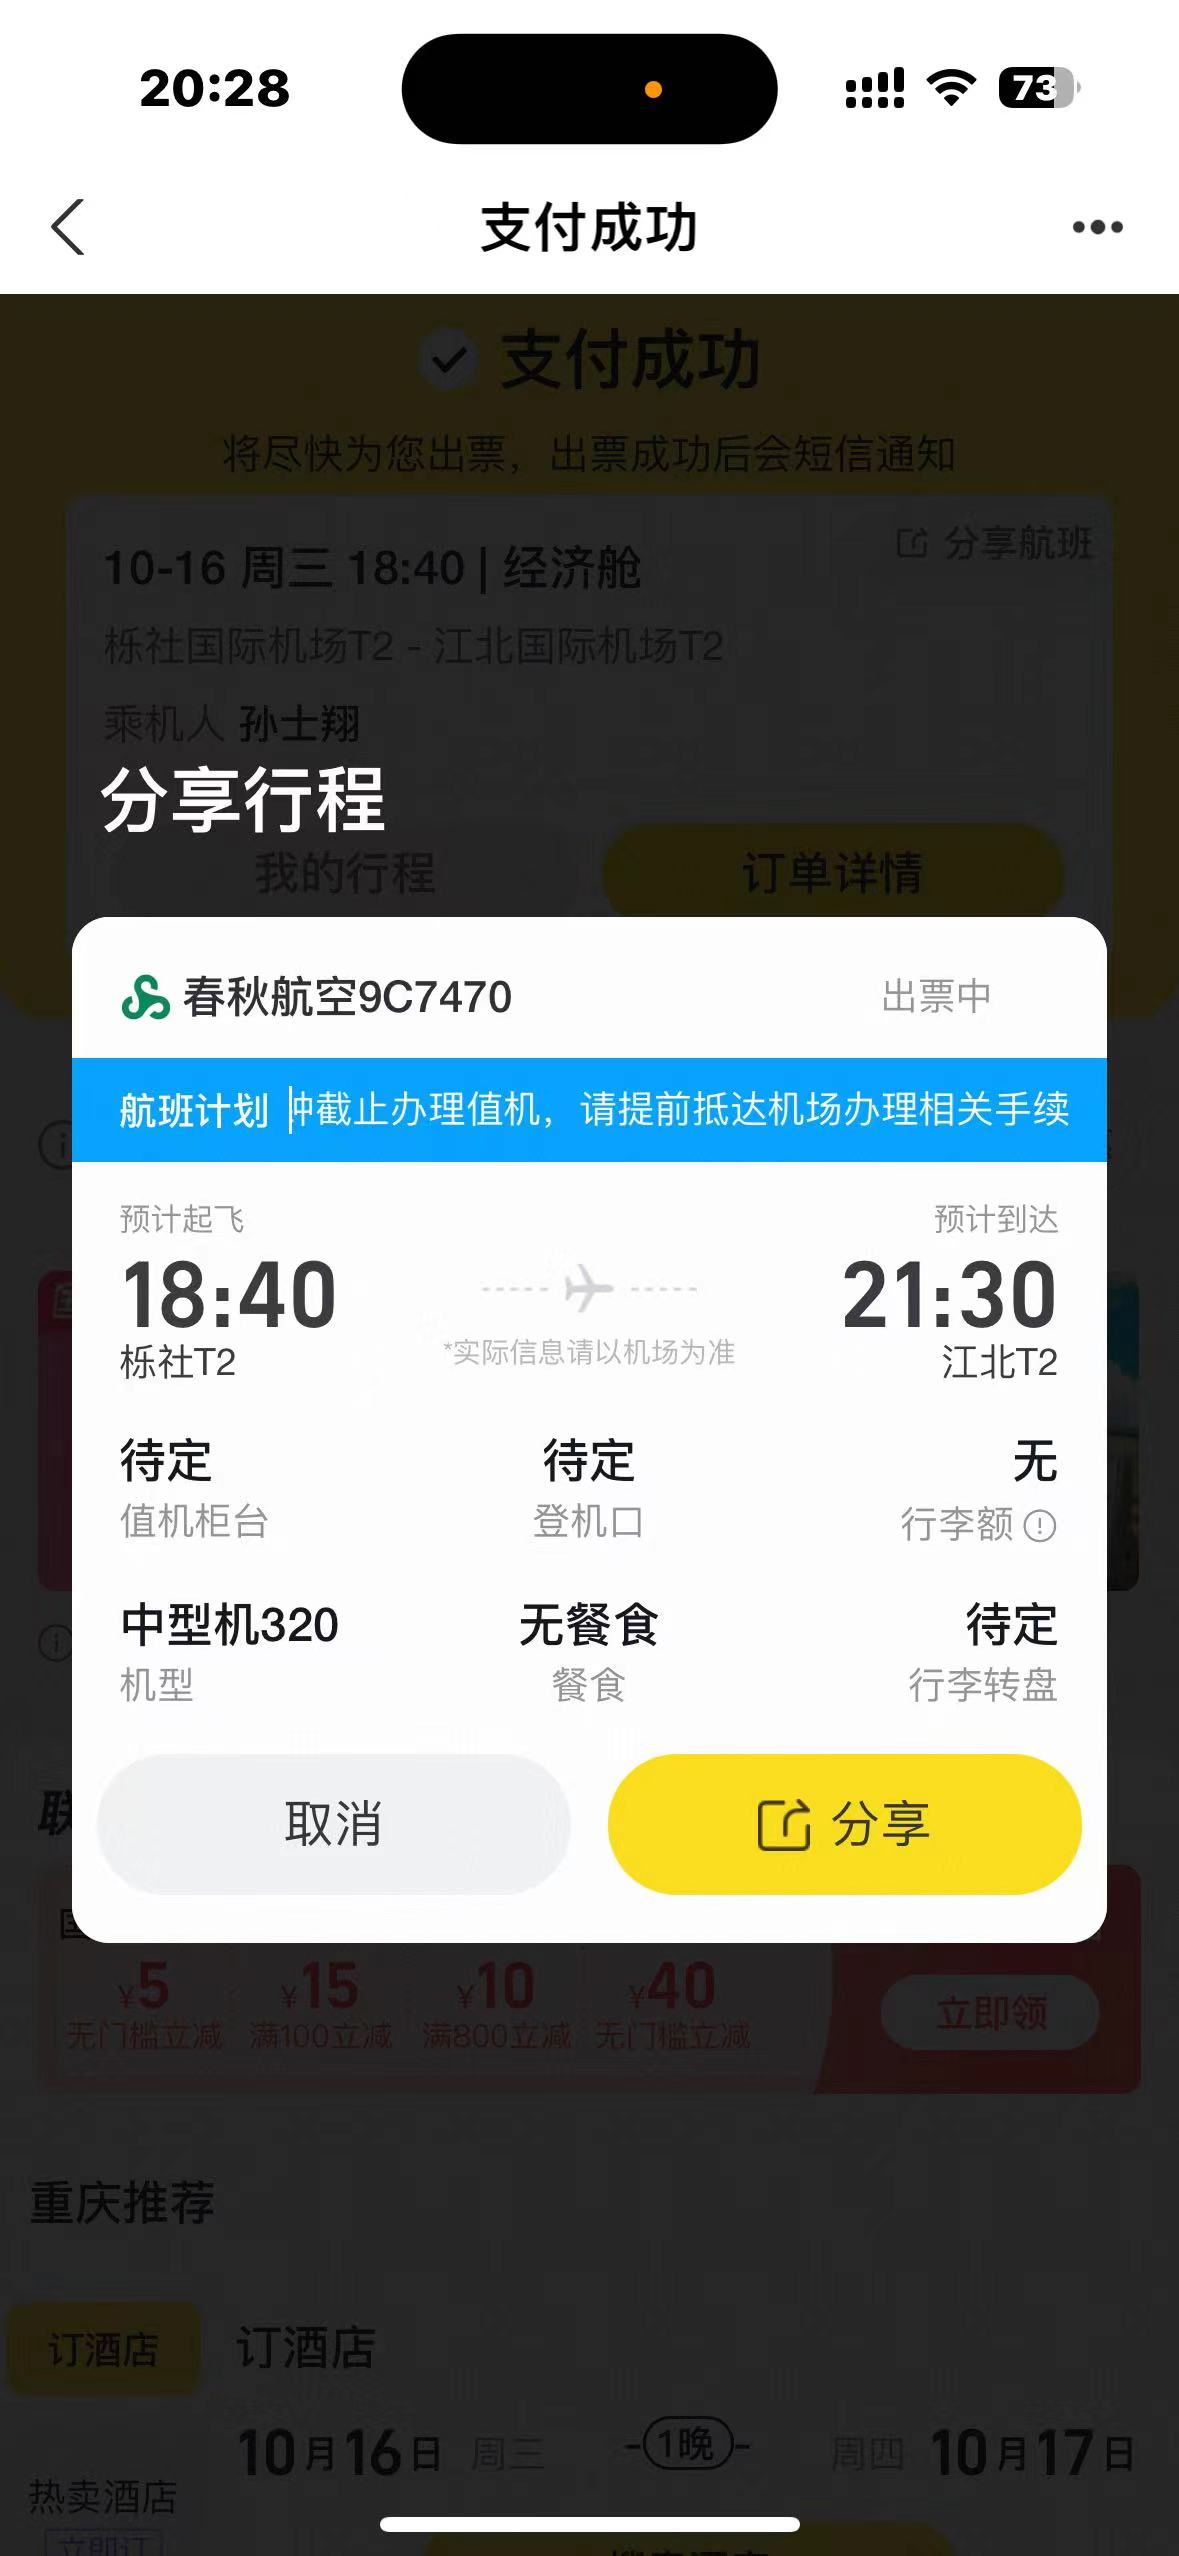 20:28
73
支付成功
支付成功
将尽快为您出票，出票成功后会短信通知
分享航班
10-16 周三 18:40 | 经济舱
栎社国际机场T2 - 江北国际机场T2
乘机人 孙士翔
分享行程
我的行程 订单详情
春秋航空9C7470 出票中
航班计划 钟截止办理值机，请提前抵达机场办理相关手续
预计起飞 预计到达
18:40 21:30
*实际信息请以机场为准
栎社T2 江北T2
待定 待定 无
值机柜台 登机口 行李额
中型机320 无餐食 待定
机型 餐食 行李转盘
取消 分享
¥5 ¥15 ¥10 ¥40
无门槛立减 满100立减 满800立减 无门槛立减
立即领
重庆推荐
订酒店 订酒店
10月16日 周三 1晚 周四 10月17日
热卖酒店
立即订